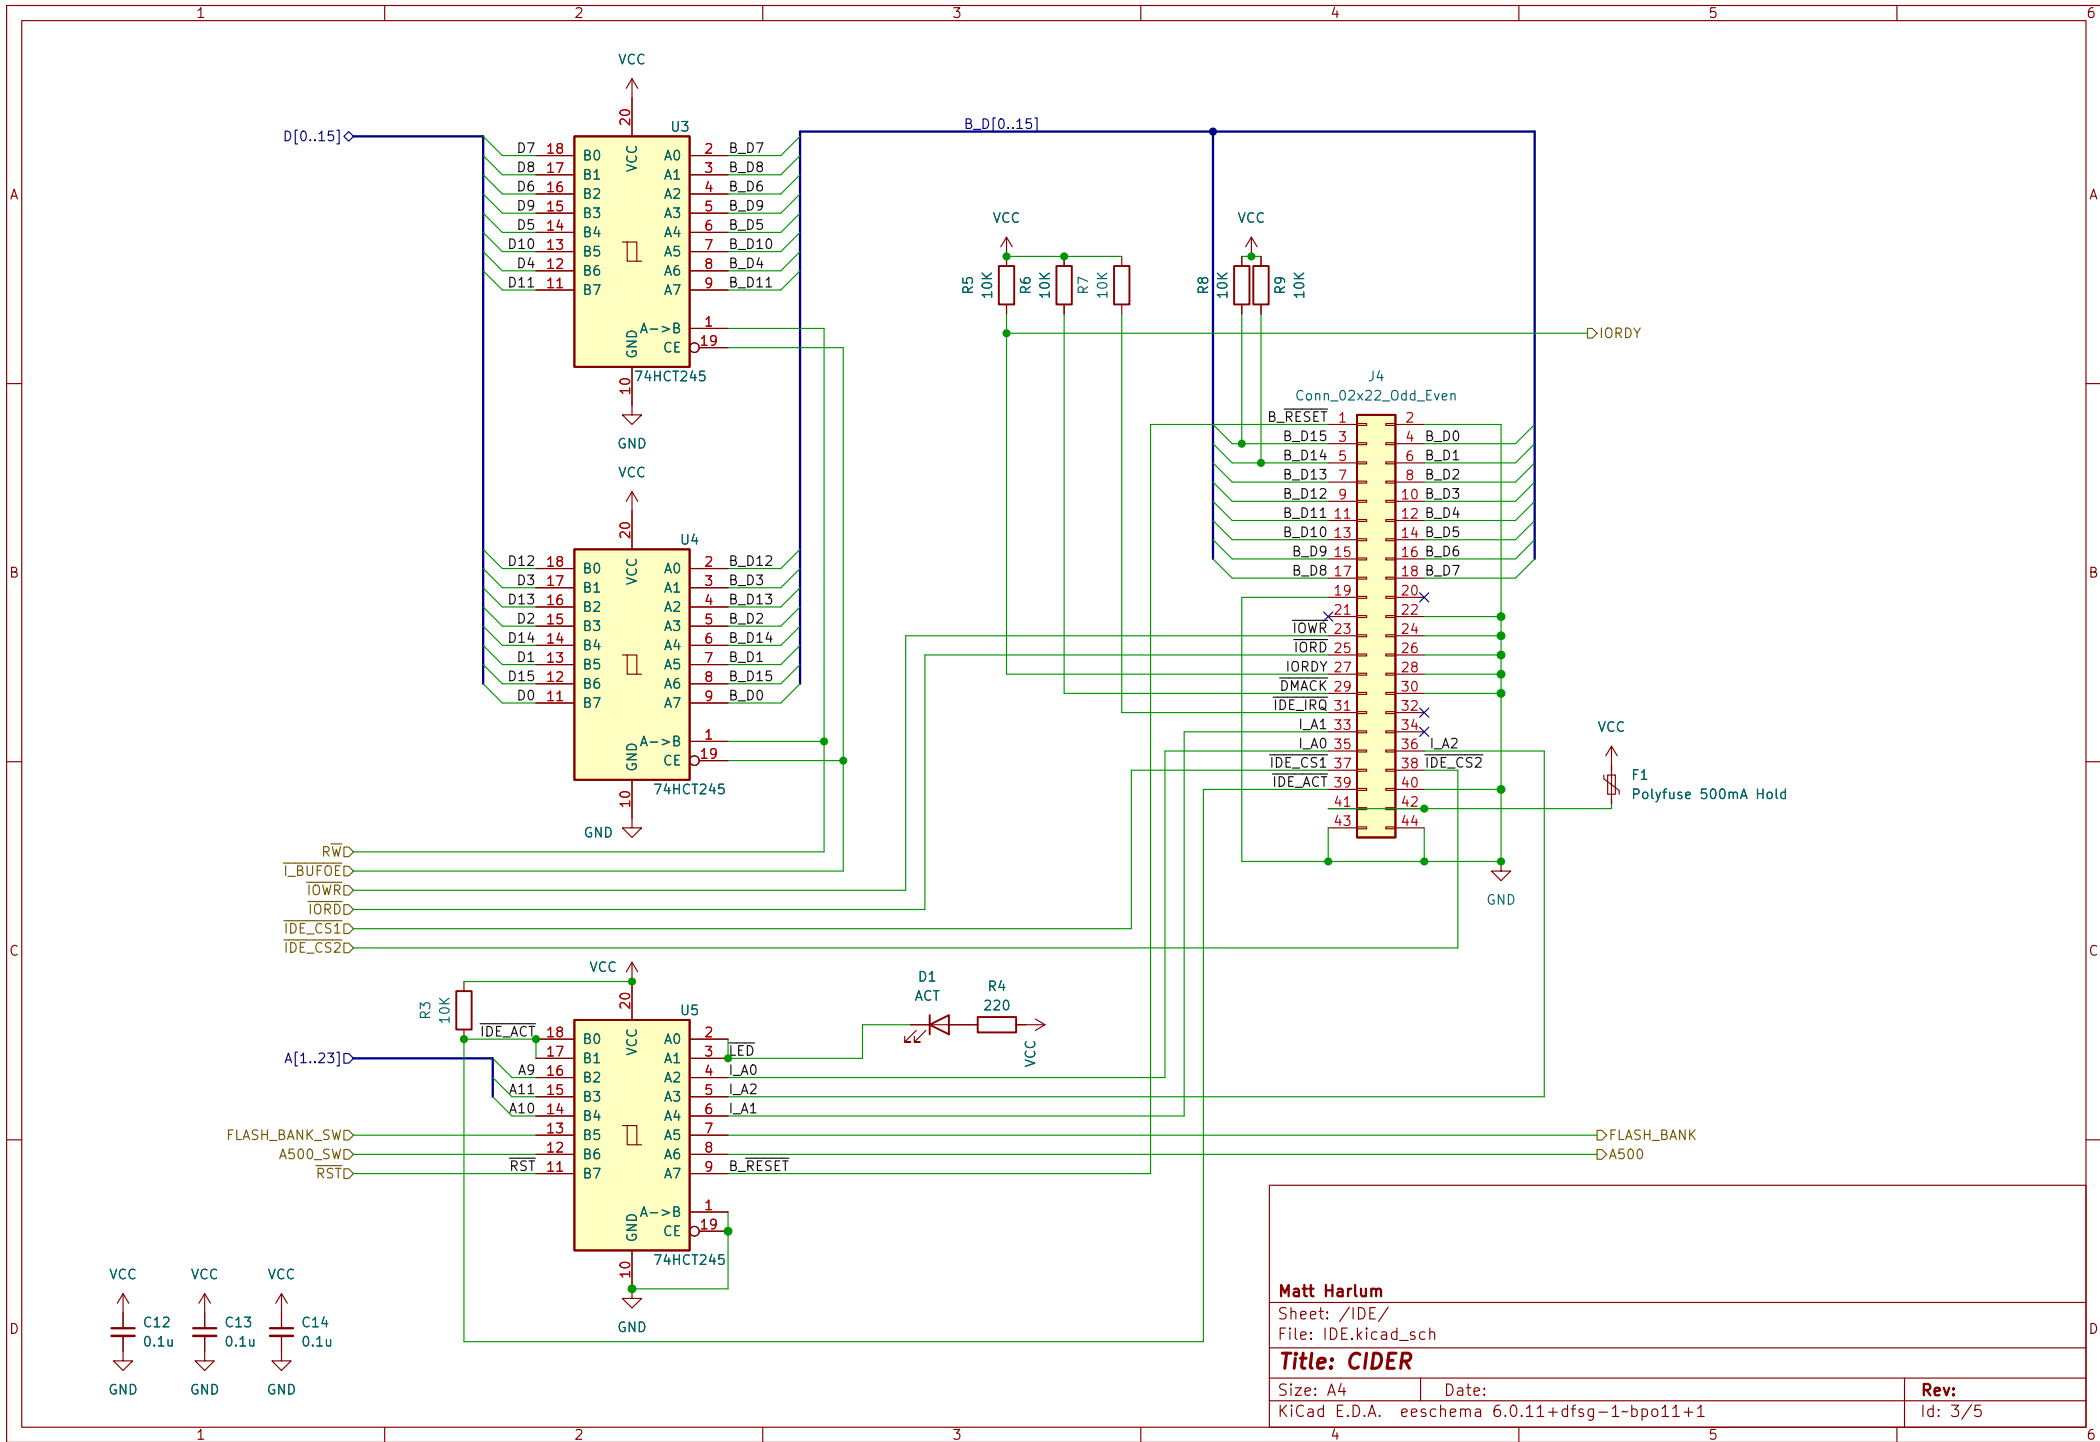 1 2 3 4 5 6
A
B
C
D
VCC
20
U3
D[0..15]
B_D[0..15]
D7 18 B0 VCC A0 2 B_D7
D8 17 B1 A1 3 B_D8
D6 16 B2 A2 4 B_D6
D9 15 B3 A3 5 B_D9
D5 14 B4 A4 6 B_D5
D10 13 B5 A5 7 B_D10
D4 12 B6 A6 8 B_D4
D11 11 B7 A7 9 B_D11
A->B 1
GND CE 19
74HCT245
10
GND
VCC
20
U4
D12 18 B0 VCC A0 2 B_D12
D3 17 B1 A1 3 B_D3
D13 16 B2 A2 4 B_D13
D2 15 B3 A3 5 B_D2
D14 14 B4 A4 6 B_D14
D1 13 B5 A5 7 B_D1
D15 12 B6 A6 8 B_D15
D0 11 B7 A7 9 B_D0
A->B 1
GND CE 19
74HCT245
10
GND
VCC
R5 10K
R6 10K
R7 10K
VCC
R8 10K
R9 10K
IORDY
J4
Conn_02x22_Odd_Even
B_RESET 1 2
B_D15 3 4 B_D0
B_D14 5 6 B_D1
B_D13 7 8 B_D2
B_D12 9 10 B_D3
B_D11 11 12 B_D4
B_D10 13 14 B_D5
B_D9 15 16 B_D6
B_D8 17 18 B_D7
19 20
21 22
IOWR 23 24
IORD 25 26
IORDY 27 28
DMACK 29 30
IDE_IRQ 31 32
I_A1 33 34
I_A0 35 36 I_A2
IDE_CS1 37 38 IDE_CS2
IDE_ACT 39 40
41 42
43 44
VCC
F1
Polyfuse 500mA Hold
GND
RW
I_BUFOE
IOWR
IORD
IDE_CS1
IDE_CS2
VCC
R3 10K
20
U5
D1
ACT
R4
220
VCC
A[1..23]
IDE_ACT 18 B0 VCC A0 2
17 B1 A1 3 LED
A9 16 B2 A2 4 I_A0
A11 15 B3 A3 5 I_A2
A10 14 B4 A4 6 I_A1
FLASH_BANK_SW 13 B5 A5 7 FLASH_BANK
A500_SW 12 B6 A6 8 A500
RST RST 11 B7 A7 9 B_RESET
A->B 1
GND CE 19
74HCT245
10
GND
VCC VCC VCC
C12 C13 C14
0.1u 0.1u 0.1u
GND GND GND
Matt Harlum
Sheet: /IDE/
File: IDE.kicad_sch
Title: CIDER
Size: A4 Date: Rev:
KiCad E.D.A. eeschema 6.0.11+dfsg-1~bpo11+1 Id: 3/5
1 2 3 4 5 6
A
B
C
D